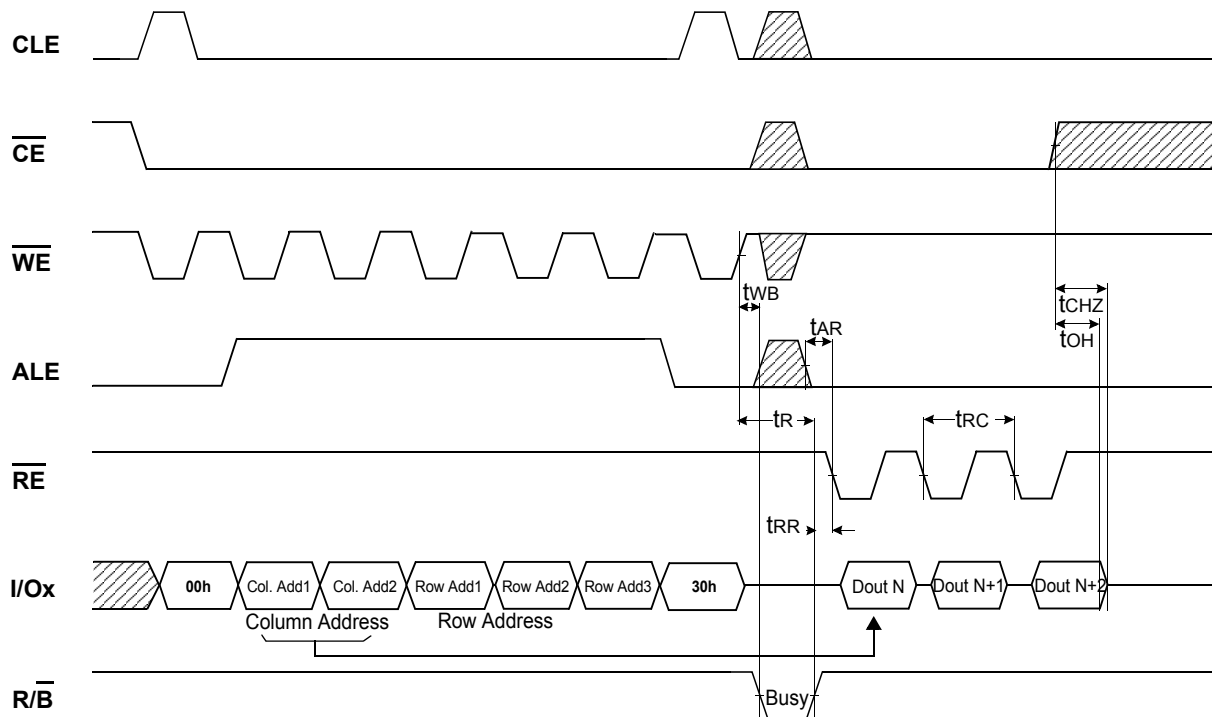 CLE
CE
WE
tWB
tCHZ
tAR
tOH
ALE
tR
tRC
RE
tRR
I/Ox
00h
Col. Add1
Col. Add2
Row Add1
Row Add2
Row Add3
30h
Dout N
Dout N+1
Dout N+2
Column Address
Row Address
R/B
Busy